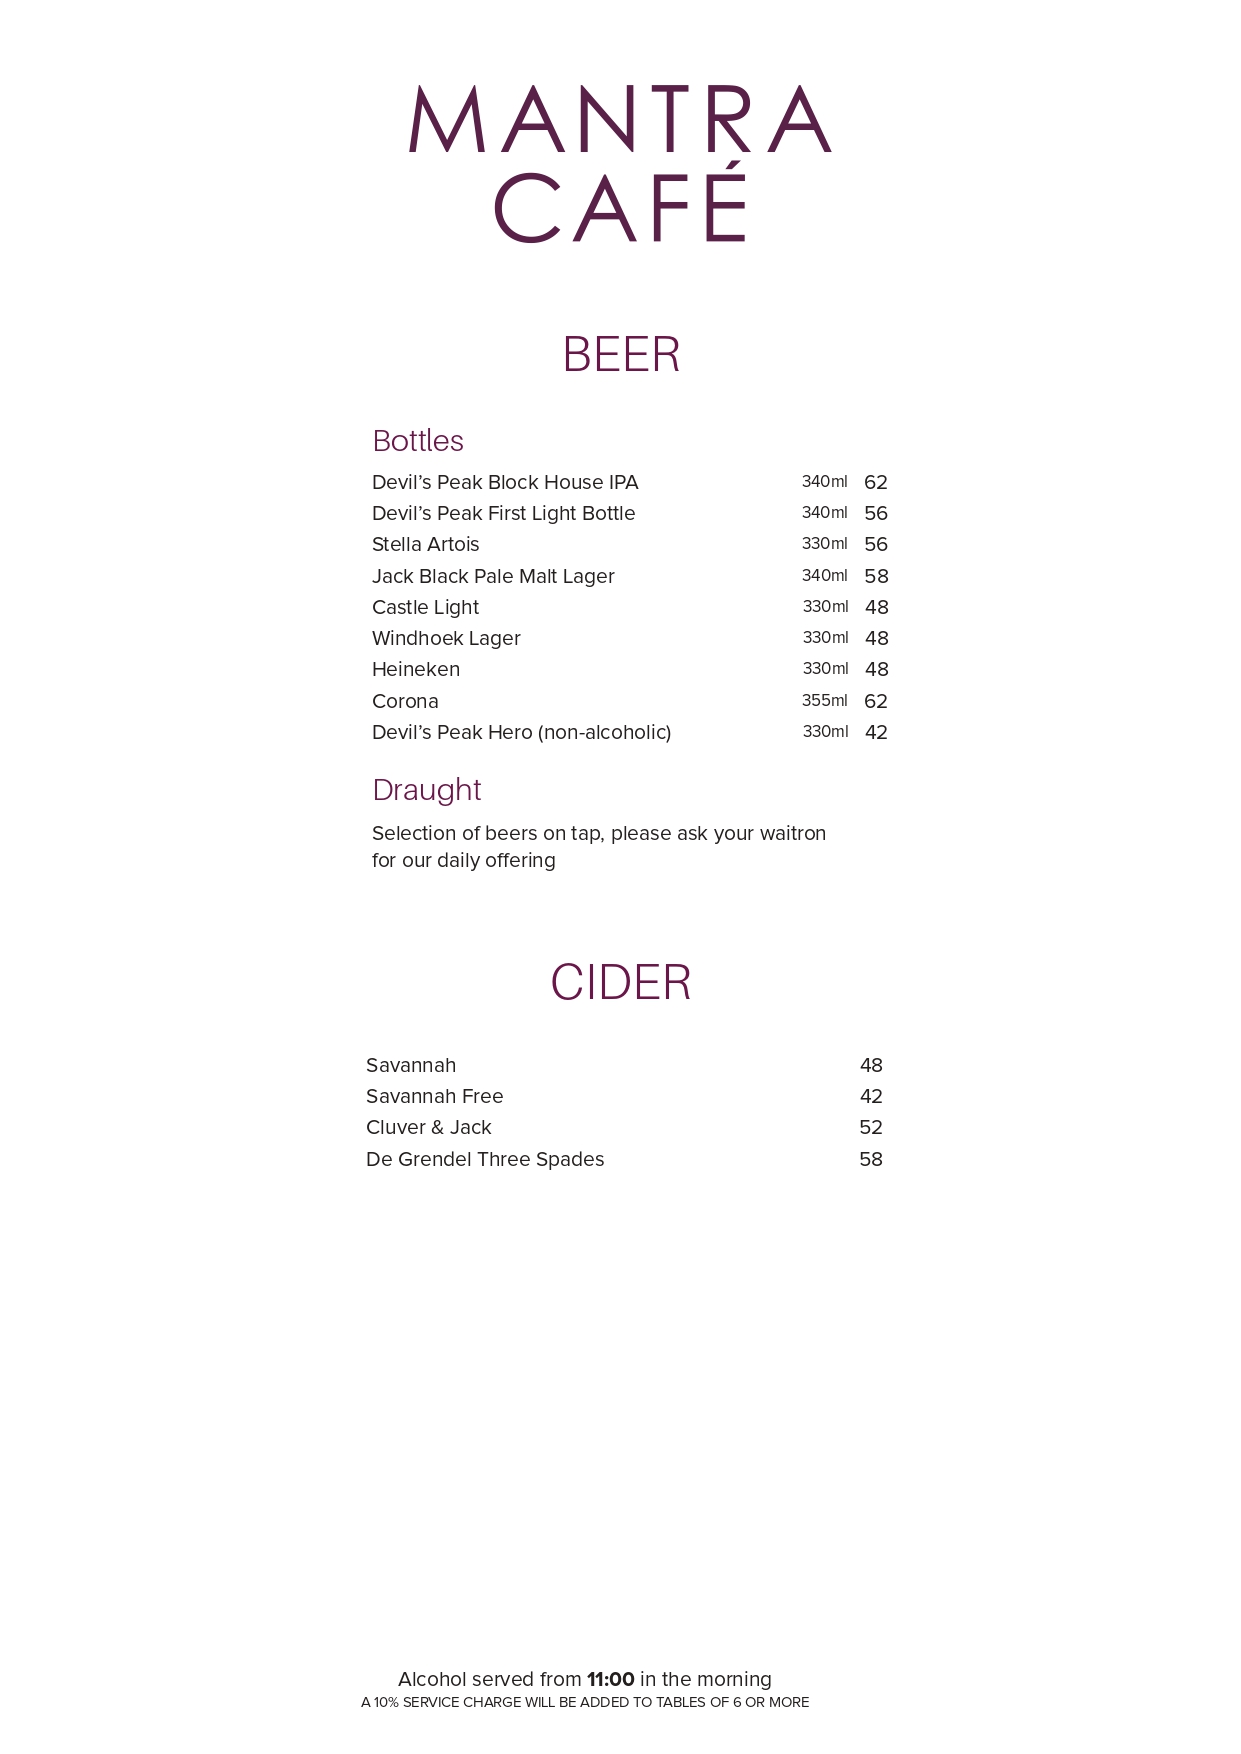 MANTRA
CAFÉ
BEER
Bottles
Devil’s Peak Block House IPA 340ml 62
Devil’s Peak First Light Bottle 340ml 56
Stella Artois 330ml 56
Jack Black Pale Malt Lager 340ml 58
Castle Light 330ml 48
Windhoek Lager 330ml 48
Heineken 330ml 48
Corona 355ml 62
Devil’s Peak Hero (non-alcoholic) 330ml 42
Draught
Selection of beers on tap, please ask your waitron
for our daily offering
CIDER
Savannah 48
Savannah Free 42
Cluver & Jack 52
De Grendel Three Spades 58
Alcohol served from 11:00 in the morning
A 10% SERVICE CHARGE WILL BE ADDED TO TABLES OF 6 OR MORE